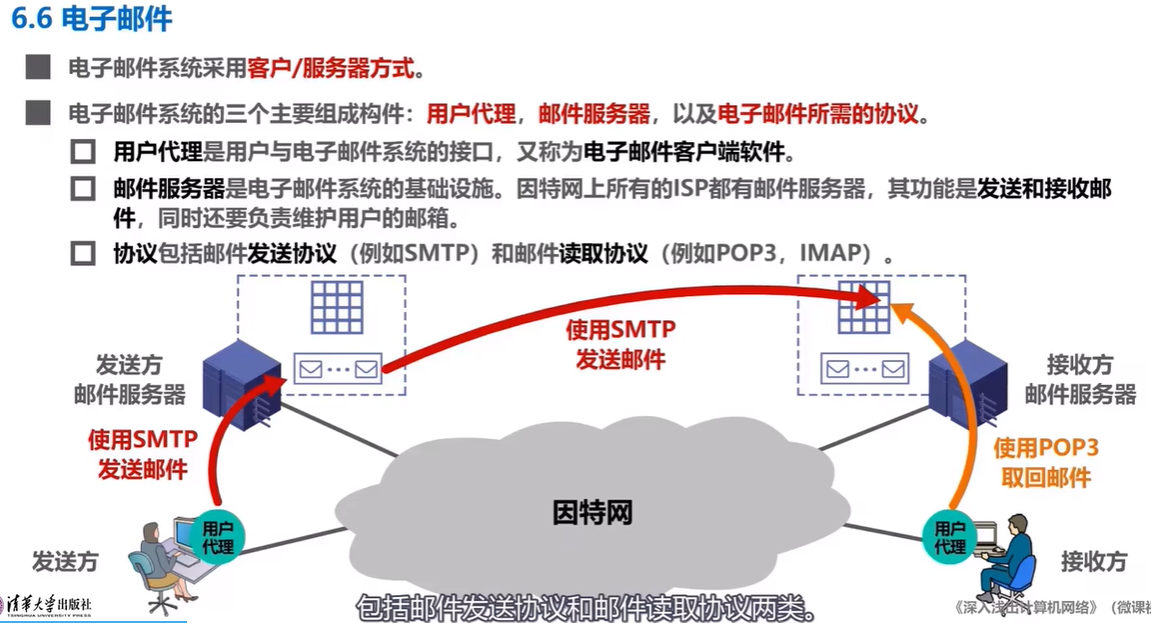 6.6 电子邮件
电子邮件系统采用客户/服务器方式。
电子邮件系统的三个主要组成构件：用户代理，邮件服务器，以及电子邮件所需的协议。
用户代理是用户与电子邮件系统的接口，又称为电子邮件客户端软件。
邮件服务器是电子邮件系统的基础设施。因特网上所有的ISP都有邮件服务器，其功能是发送和接收邮
件，同时还要负责维护用户的邮箱。
协议包括邮件发送协议（例如SMTP）和邮件读取协议（例如POP3，IMAP）。
使用SMTP
发送邮件
发送方
邮件服务器
接收方
邮件服务器
使用SMTP
发送邮件
使用POP3
取回邮件
因特网
用户
代理
用户
代理
发送方
接收方
清华大学出版社
TSINGHUA UNIVERSITY PRESS
《深入浅出计算机网络》（微课视
包括邮件发送协议和邮件读取协议两类。